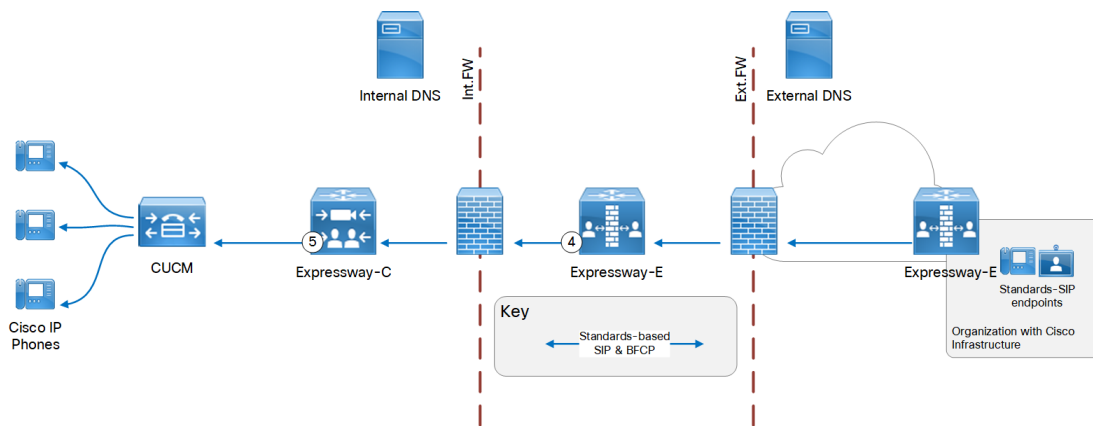 Internal DNS
Int.FW
Ext.FW
External DNS
5
4
CUCM
Expressway-C
Expressway-E
Expressway-E
Cisco IP
Phones
Standards-SIP
endpoints
Organization with Cisco
Infrastructure
Key
Standards-based
SIP & BFCP